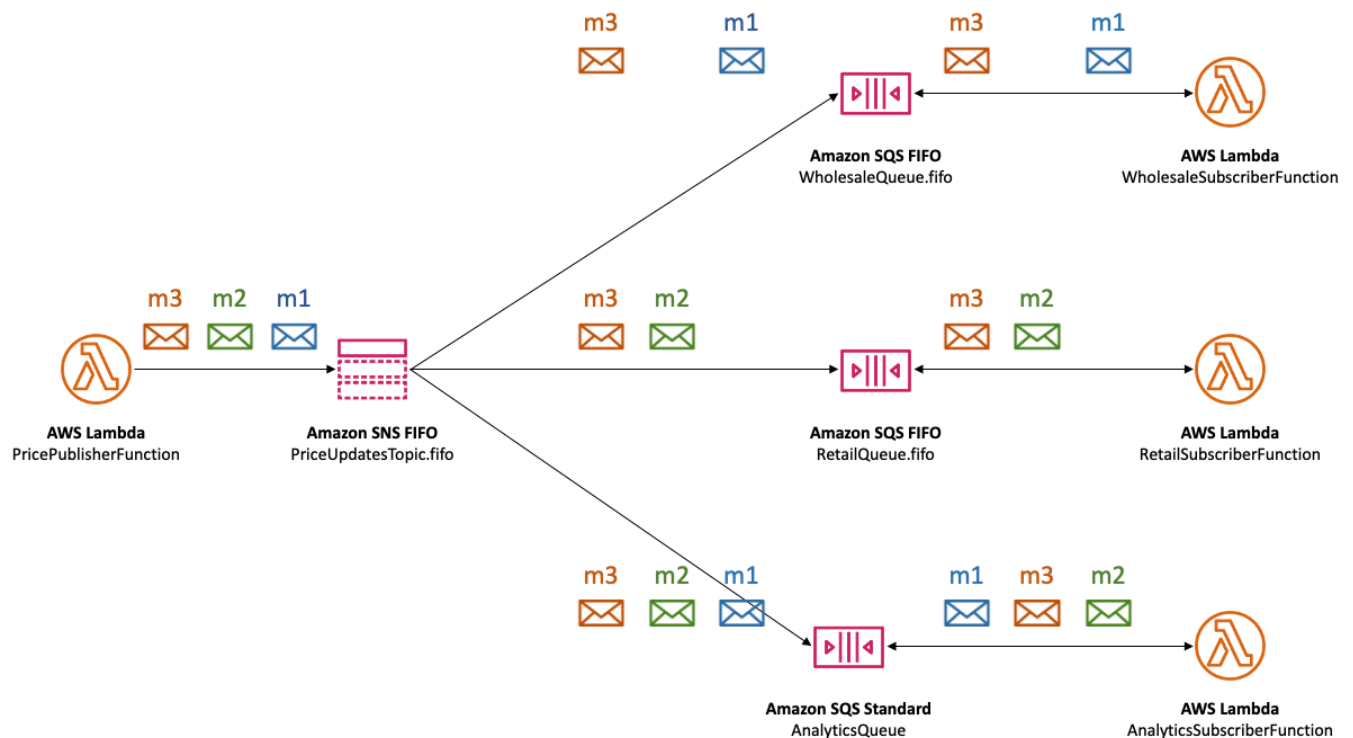 m3 m1 m3 m1
Amazon SQS FIFO AWS Lambda
WholesaleQueue.fifo WholesaleSubscriberFunction
m3 m2 m1 m3 m2 m3 m2
AWS Lambda Amazon SNS FIFO Amazon SQS FIFO AWS Lambda
PricePublisherFunction PriceUpdatesTopic.fifo RetailQueue.fifo RetailSubscriberFunction
m3 m2 m1 m1 m3 m2
Amazon SQS Standard AWS Lambda
AnalyticsQueue AnalyticsSubscriberFunction